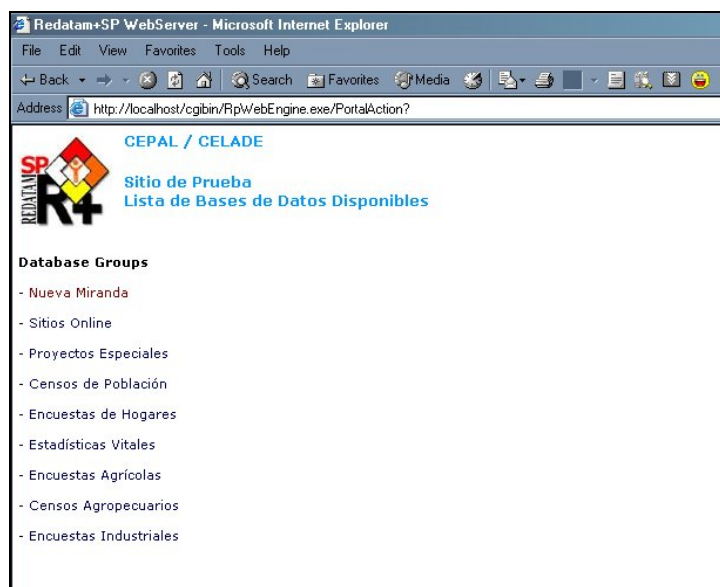 Redatam+SP WebServer - Microsoft Internet Explorer
File Edit View Favorites Tools Help
Back Search Favorites Media
Address http://localhost/cgibin/RpWebEngine.exe/PortalAction?
CEPAL / CELADE
REDATAM SP R+
Sitio de Prueba
Lista de Bases de Datos Disponibles
Database Groups
- Nueva Miranda
- Sitios Online
- Proyectos Especiales
- Censos de Población
- Encuestas de Hogares
- Estadísticas Vitales
- Encuestas Agrícolas
- Censos Agropecuarios
- Encuestas Industriales